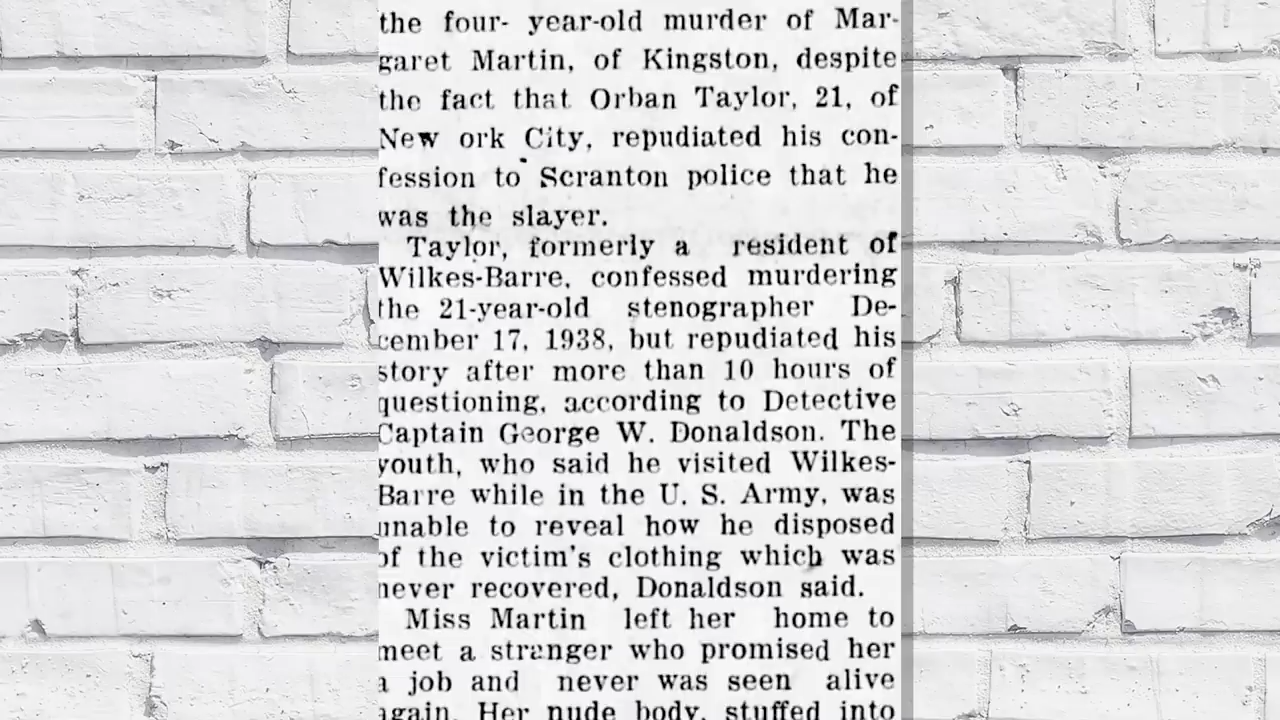 the four- year-old murder of Mar-
garet Martin, of Kingston, despite
the fact that Orban Taylor, 21, of
New ork City, repudiated his con-
fession to Scranton police that he
was the slayer.
Taylor, formerly a resident of
Wilkes-Barre, confessed murdering
the 21-year-old stenographer De-
cember 17, 1938, but repudiated his
story after more than 10 hours of
questioning, according to Detective
Captain George W. Donaldson. The
youth, who said he visited Wilkes-
Barre while in the U. S. Army, was
unable to reveal how he disposed
of the victim's clothing which was
never recovered, Donaldson said.
Miss Martin left her home to
meet a stranger who promised her
a job and never was seen alive
again. Her nude body, stuffed into